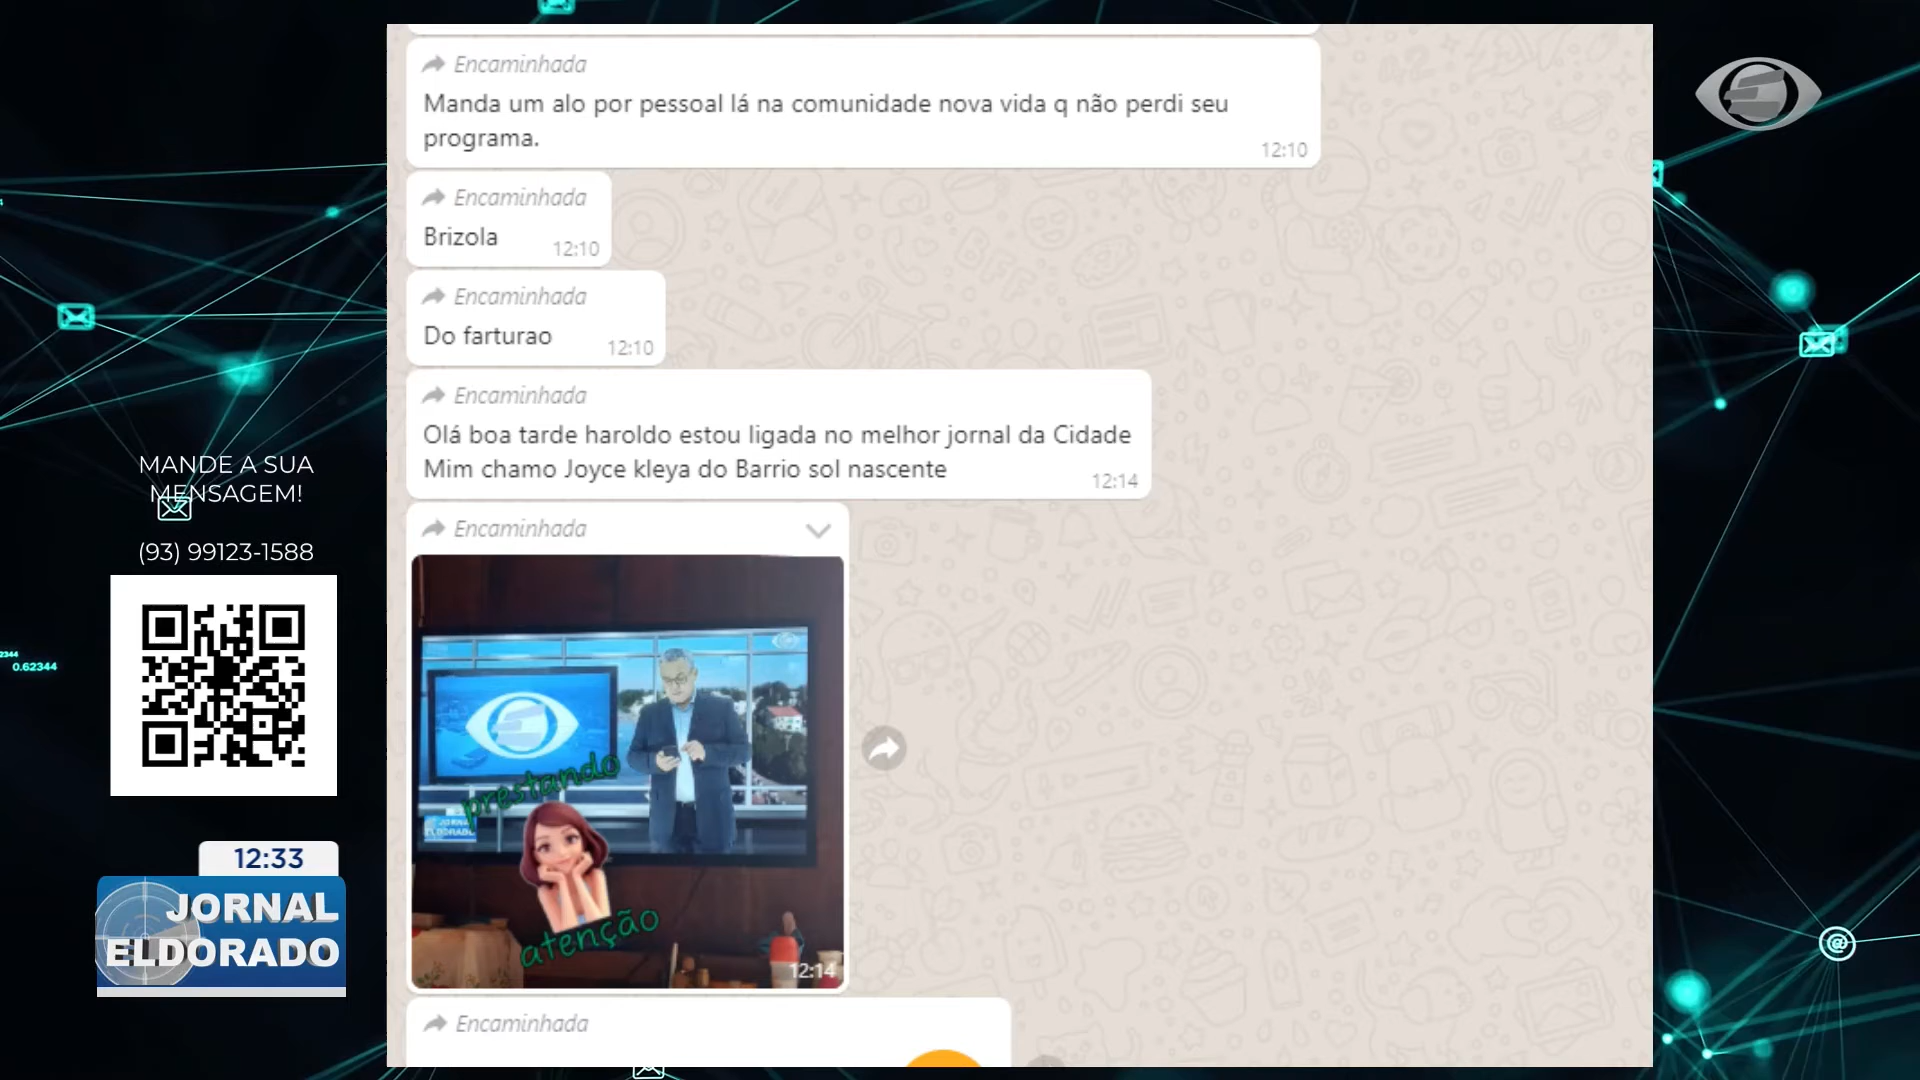 Encaminhada
Manda um alo por pessoal lá na comunidade nova vida q não perdi seu
programa.
12:10
Encaminhada
Brizola
12:10
Encaminhada
Do farturao
12:10
Encaminhada
Olá boa tarde haroldo estou ligada no melhor jornal da Cidade
Mim chamo Joyce kleya do Barrio sol nascente
12:14
Encaminhada
prestando
JORNAL
ELDORADO
atenção
12:14
Encaminhada
MANDE A SUA
MENSAGEM!
(93) 99123-1588
2344
0.62344
12:33
JORNAL
ELDORADO